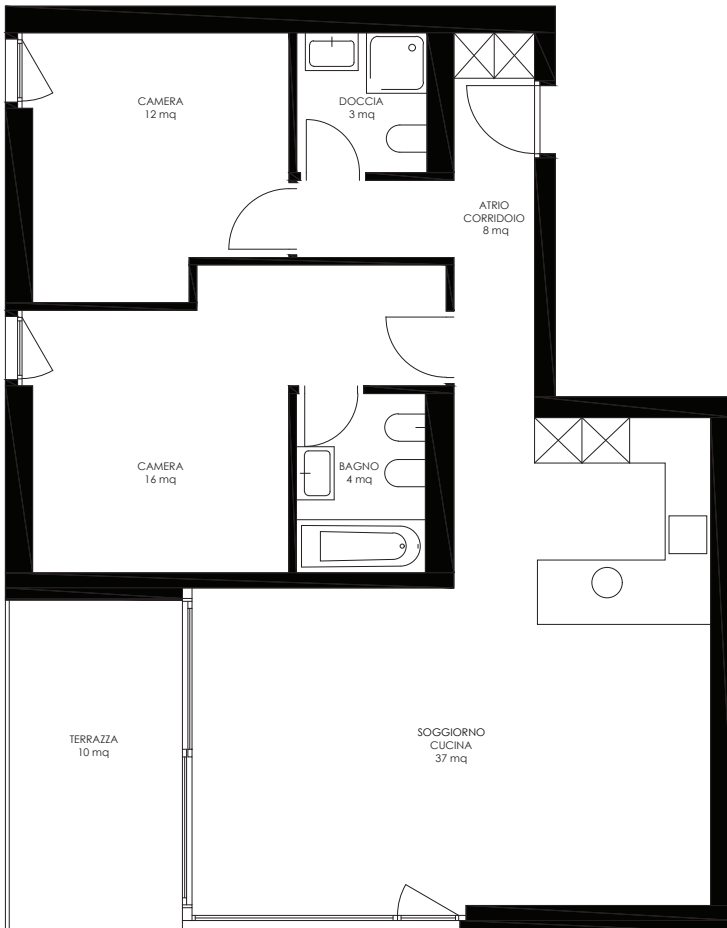 CAMERA
12 mq
DOCCIA
3 mq
ATRIO
CORRIDOIO
8 mq
CAMERA
16 mq
BAGNO
4 mq
TERRAZZA
10 mq
SOGGIORNO
CUCINA
37 mq